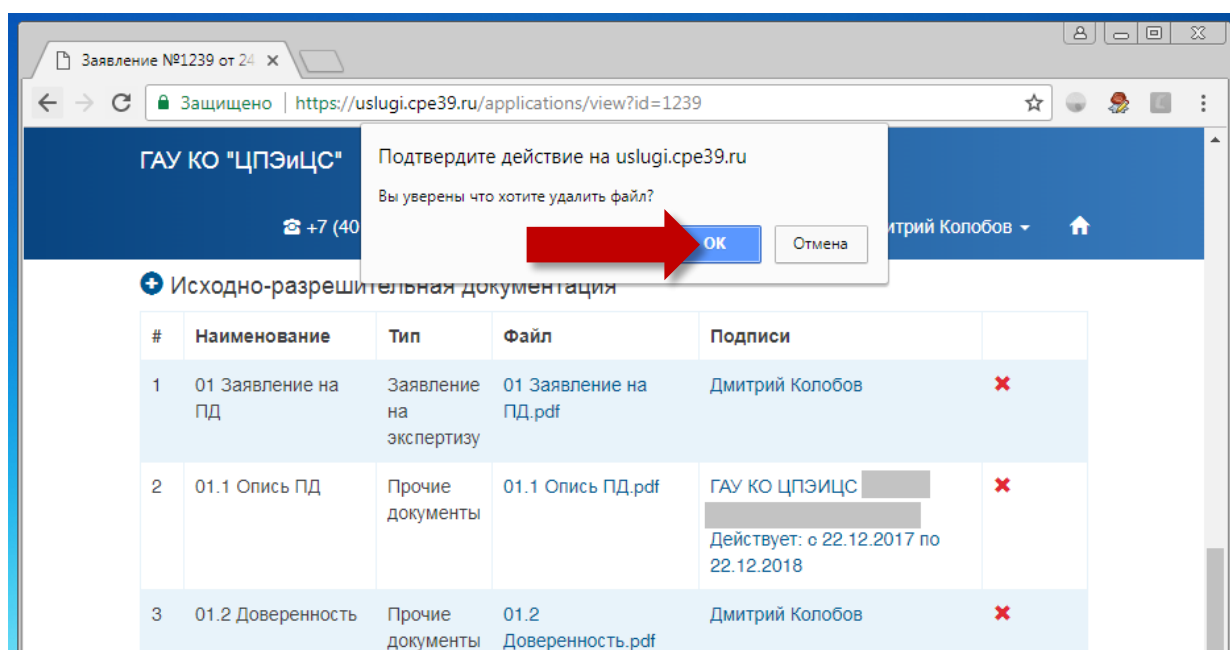 Заявление №1239 от 24
Защищено | https://uslugi.cpe39.ru/applications/view?id=1239
ГАУ КО "ЦПЭиЦС"
Подтвердите действие на uslugi.cpe39.ru
Вы уверены что хотите удалить файл?
+7 (40
ОК
Отмена
итрий Колобов
Исходно-разрешительная документация
# Наименование Тип Файл Подписи
1 01 Заявление на Заявление 01 Заявление на Дмитрий Колобов
ПД на ПД.pdf
экспертизу
2 01.1 Опись ПД Прочие 01.1 Опись ПД.pdf ГАУ КО ЦПЭИЦС
документы
Действует: с 22.12.2017 по
22.12.2018
3 01.2 Доверенность Прочие 01.2 Дмитрий Колобов
документы Доверенность.pdf